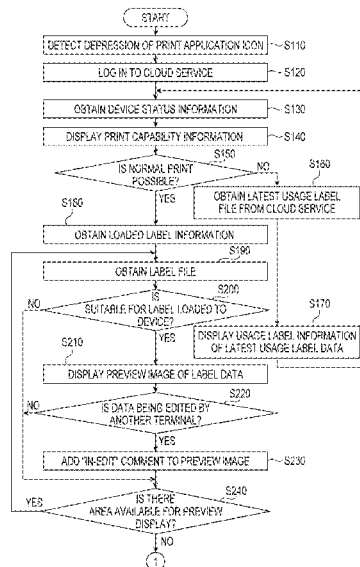 START
DETECT DEPRESSION OF PRINT APPLICATION ICON
S110
LOG IN TO CLOUD SERVICE
S120
OBTAIN DEVICE STATUS INFORMATION
S130
DISPLAY PRINT CAPABILITY INFORMATION
S140
S150
IS NORMAL PRINT
POSSIBLE?
NO
S160
YES
S180
OBTAIN LATEST USAGE LABEL
FILE FROM CLOUD SERVICE
OBTAIN LOADED LABEL INFORMATION
S190
OBTAIN LABEL FILE
S200
NO
IS
SUITABLE FOR LABEL LOADED TO
DEVICE?
S170
S210
YES
DISPLAY USAGE LABEL INFORMATION
OF LATEST USAGE LABEL DATA
DISPLAY PREVIEW IMAGE OF LABEL DATA
S220
NO
IS DATA BEING EDITED BY
ANOTHER TERMINAL?
YES
ADD "IN-EDIT" COMMENT TO PREVIEW IMAGE
S230
S240
YES
IS THERE
AREA AVAILABLE FOR PREVIEW
DISPLAY?
NO
1